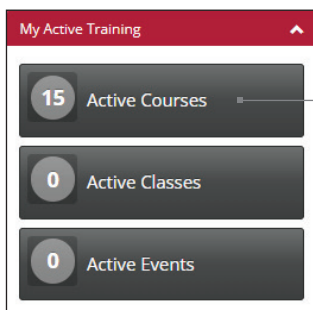 My Active Training
15 Active Courses
0 Active Classes
0 Active Events